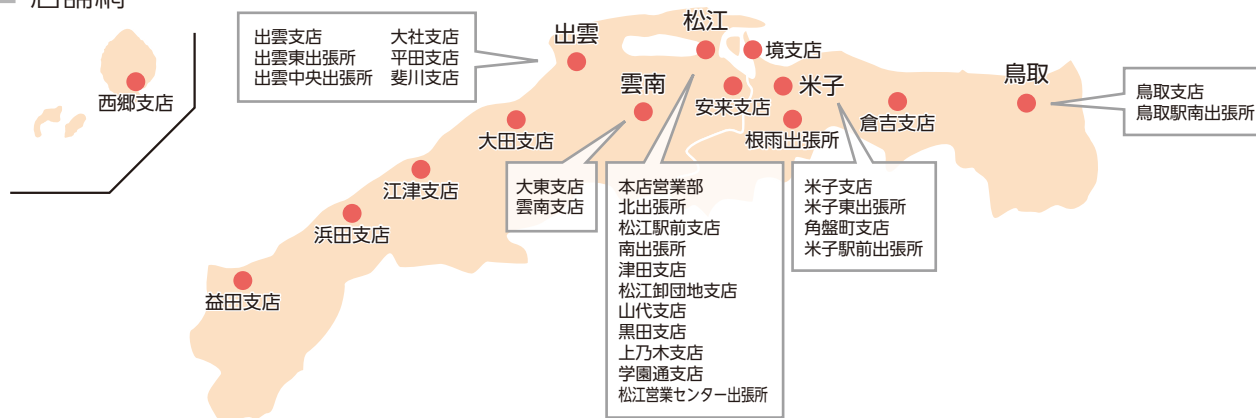 店舗網
西郷支店
出雲支店　大社支店
出雲東出張所　平田支店
出雲中央出張所　斐川支店
出雲
松江
境支店
雲南
安来支店
米子
根雨出張所
倉吉支店
鳥取
鳥取支店
鳥取駅南出張所
大田支店
江津支店
浜田支店
益田支店
大東支店
雲南支店
本店営業部
北出張所
松江駅前支店
南出張所
津田支店
松江卸団地支店
山代支店
黒田支店
上乃木支店
学園通支店
松江営業センター出張所
米子支店
米子東出張所
角盤町支店
米子駅前出張所